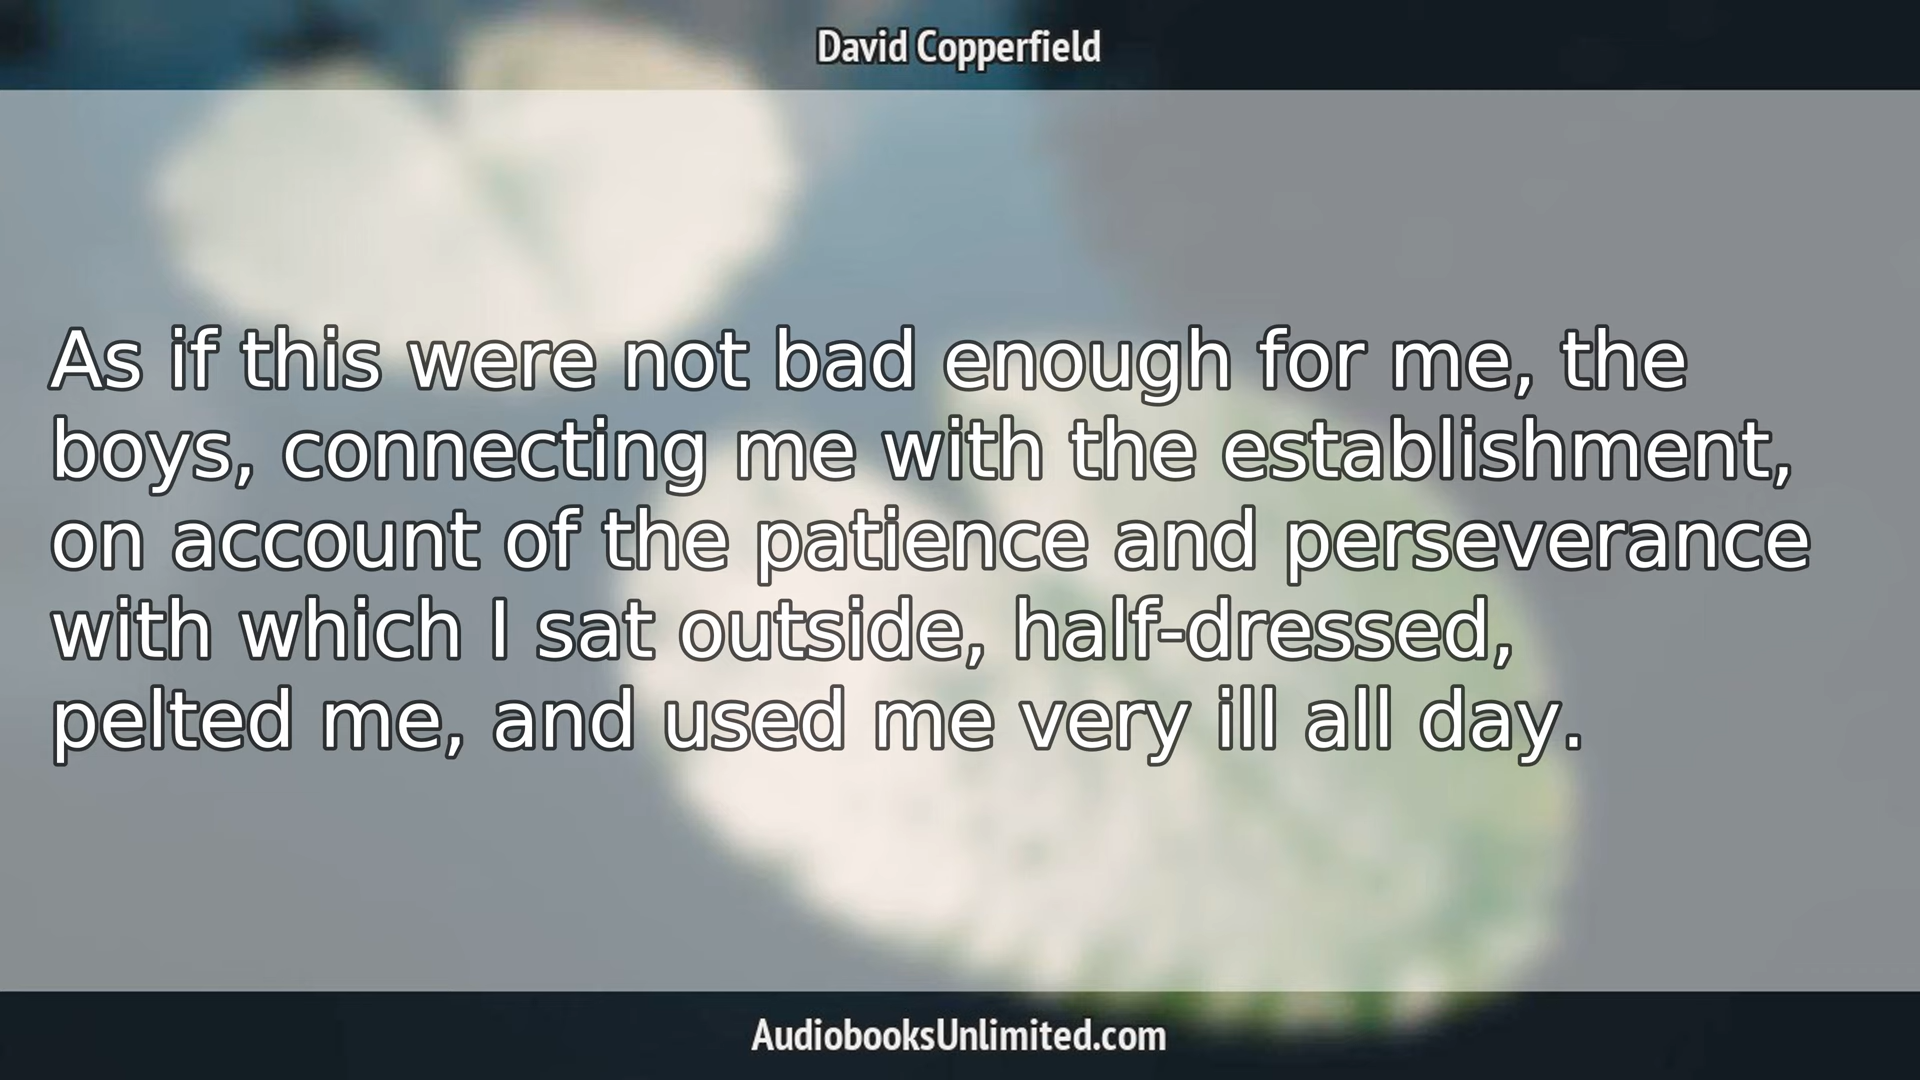 David Copperfield
As if this were not bad enough for me, the
boys, connecting me with the establishment,
on account of the patience and perseverance
with which I sat outside, half-dressed,
pelted me, and used me very ill all day.
AudiobooksUnlimited.com